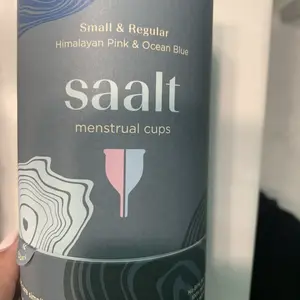 Small & Regular
Himalayan Pink & Ocean Blue
saalt
menstrual cups